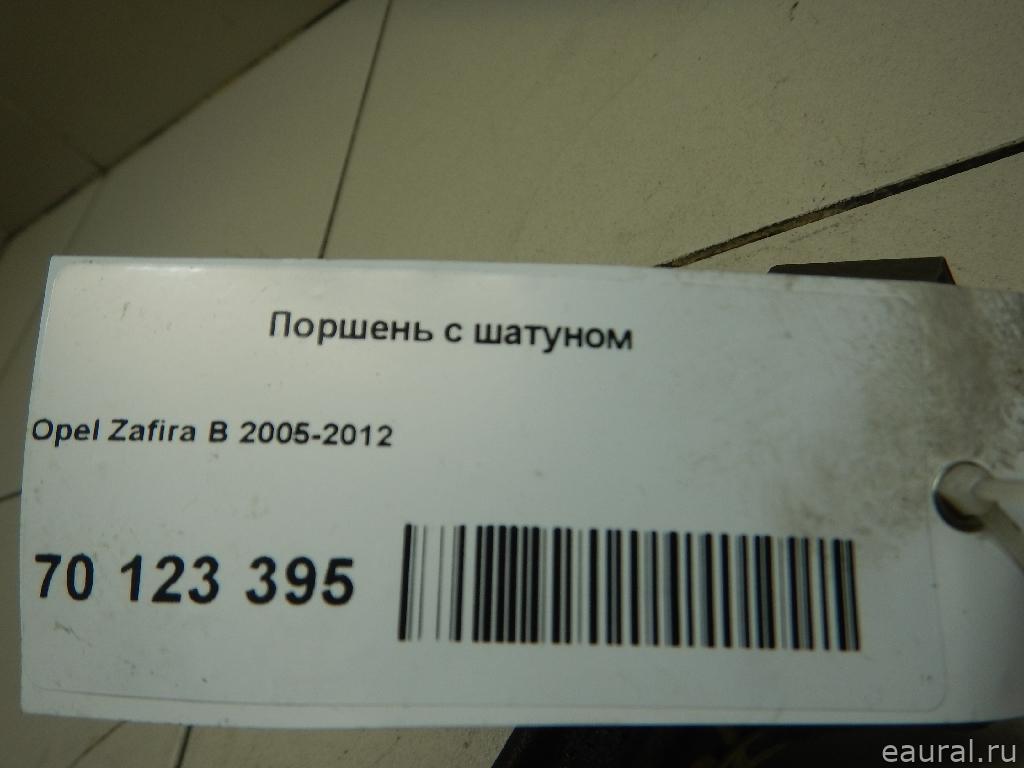 Поршень с шатуном
Opel Zafira B 2005-2012
70 123 395
eaural.ru